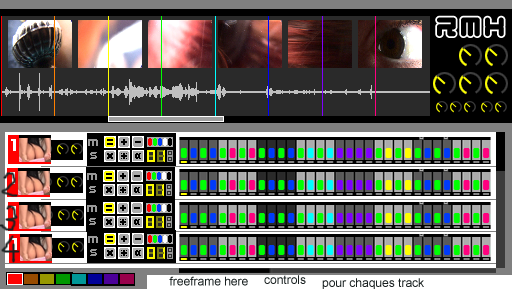 RMH
1 m = + −
s x * α
2 m = + −
s x * α
3 m = + −
s x * α
4 m = + −
s x * α
freeframe here controls pour chaques track